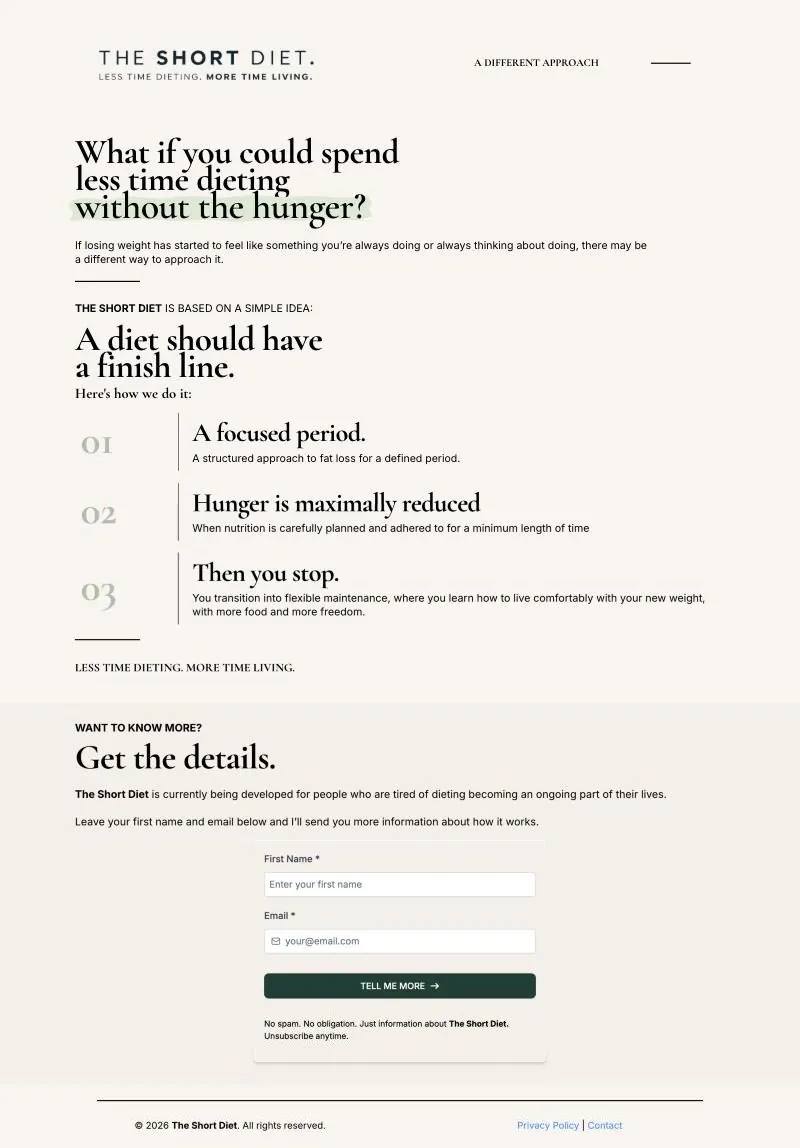 THE SHORT DIET.
LESS TIME DIETING. MORE TIME LIVING.
A DIFFERENT APPROACH
What if you could spend
less time dieting
without the hunger?
If losing weight has started to feel like something you’re always doing or always thinking about doing, there may be
a different way to approach it.
THE SHORT DIET IS BASED ON A SIMPLE IDEA:
A diet should have
a finish line.
Here's how we do it:
01
A focused period.
A structured approach to fat loss for a defined period.
02
Hunger is maximally reduced
When nutrition is carefully planned and adhered to for a minimum length of time
03
Then you stop.
You transition into flexible maintenance, where you learn how to live comfortably with your new weight,
with more food and more freedom.
LESS TIME DIETING. MORE TIME LIVING.
WANT TO KNOW MORE?
Get the details.
The Short Diet is currently being developed for people who are tired of dieting becoming an ongoing part of their lives.
Leave your first name and email below and I’ll send you more information about how it works.
First Name *
Enter your first name
Email *
your@email.com
TELL ME MORE →
No spam. No obligation. Just information about The Short Diet.
Unsubscribe anytime.
© 2026 The Short Diet. All rights reserved.
Privacy Policy | Contact